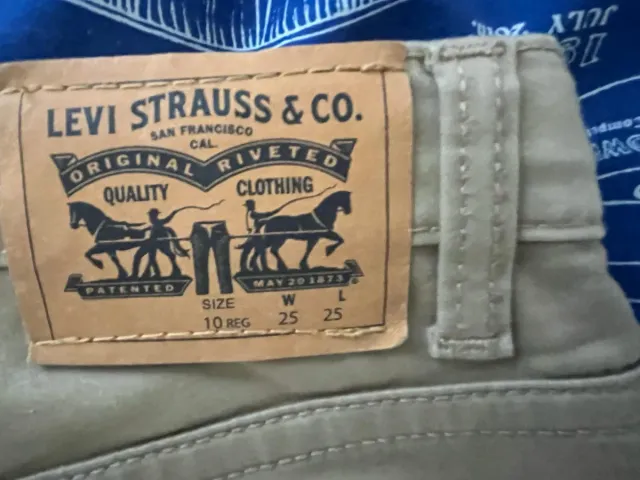 LEVI STRAUSS & CO.
SAN FRANCISCO
CAL.
ORIGINAL RIVETED
QUALITY CLOTHING
PATENTED MAY 20 1873
SIZE W L
10 REG 25 25
JULY